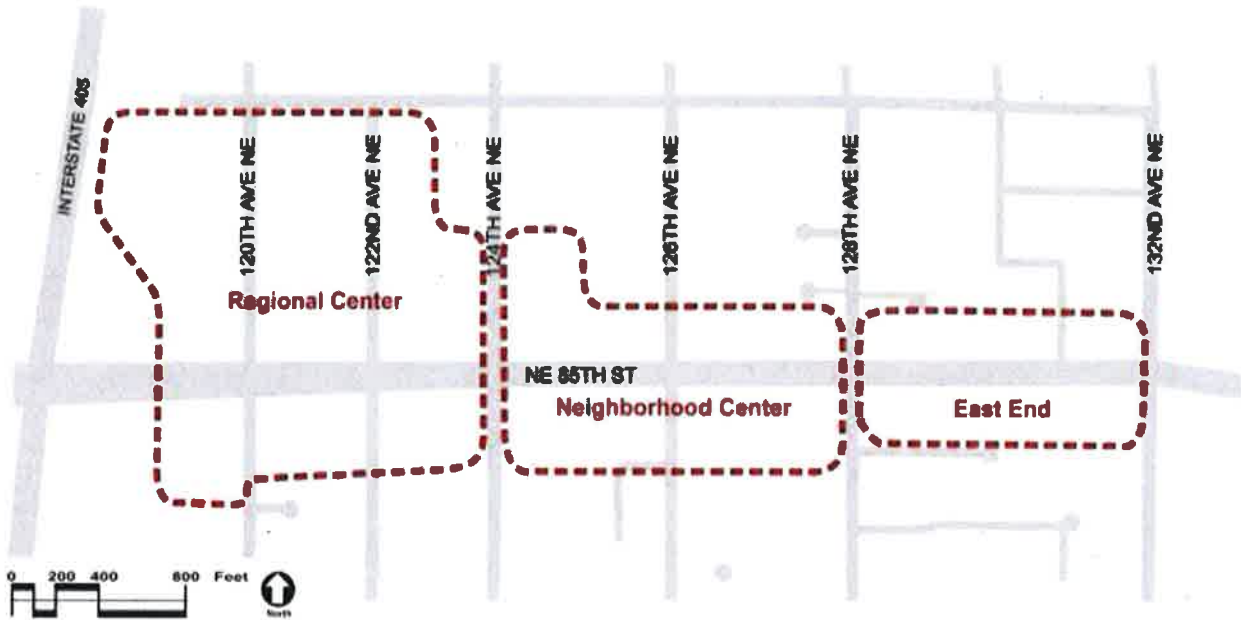 INTERSTATE 405
120TH AVE NE
122ND AVE NE
124TH AVE NE
126TH AVE NE
128TH AVE NE
132ND AVE NE
Regional Center
NE 85TH ST
Neighborhood Center
East End
0 200 400 800 Feet
North